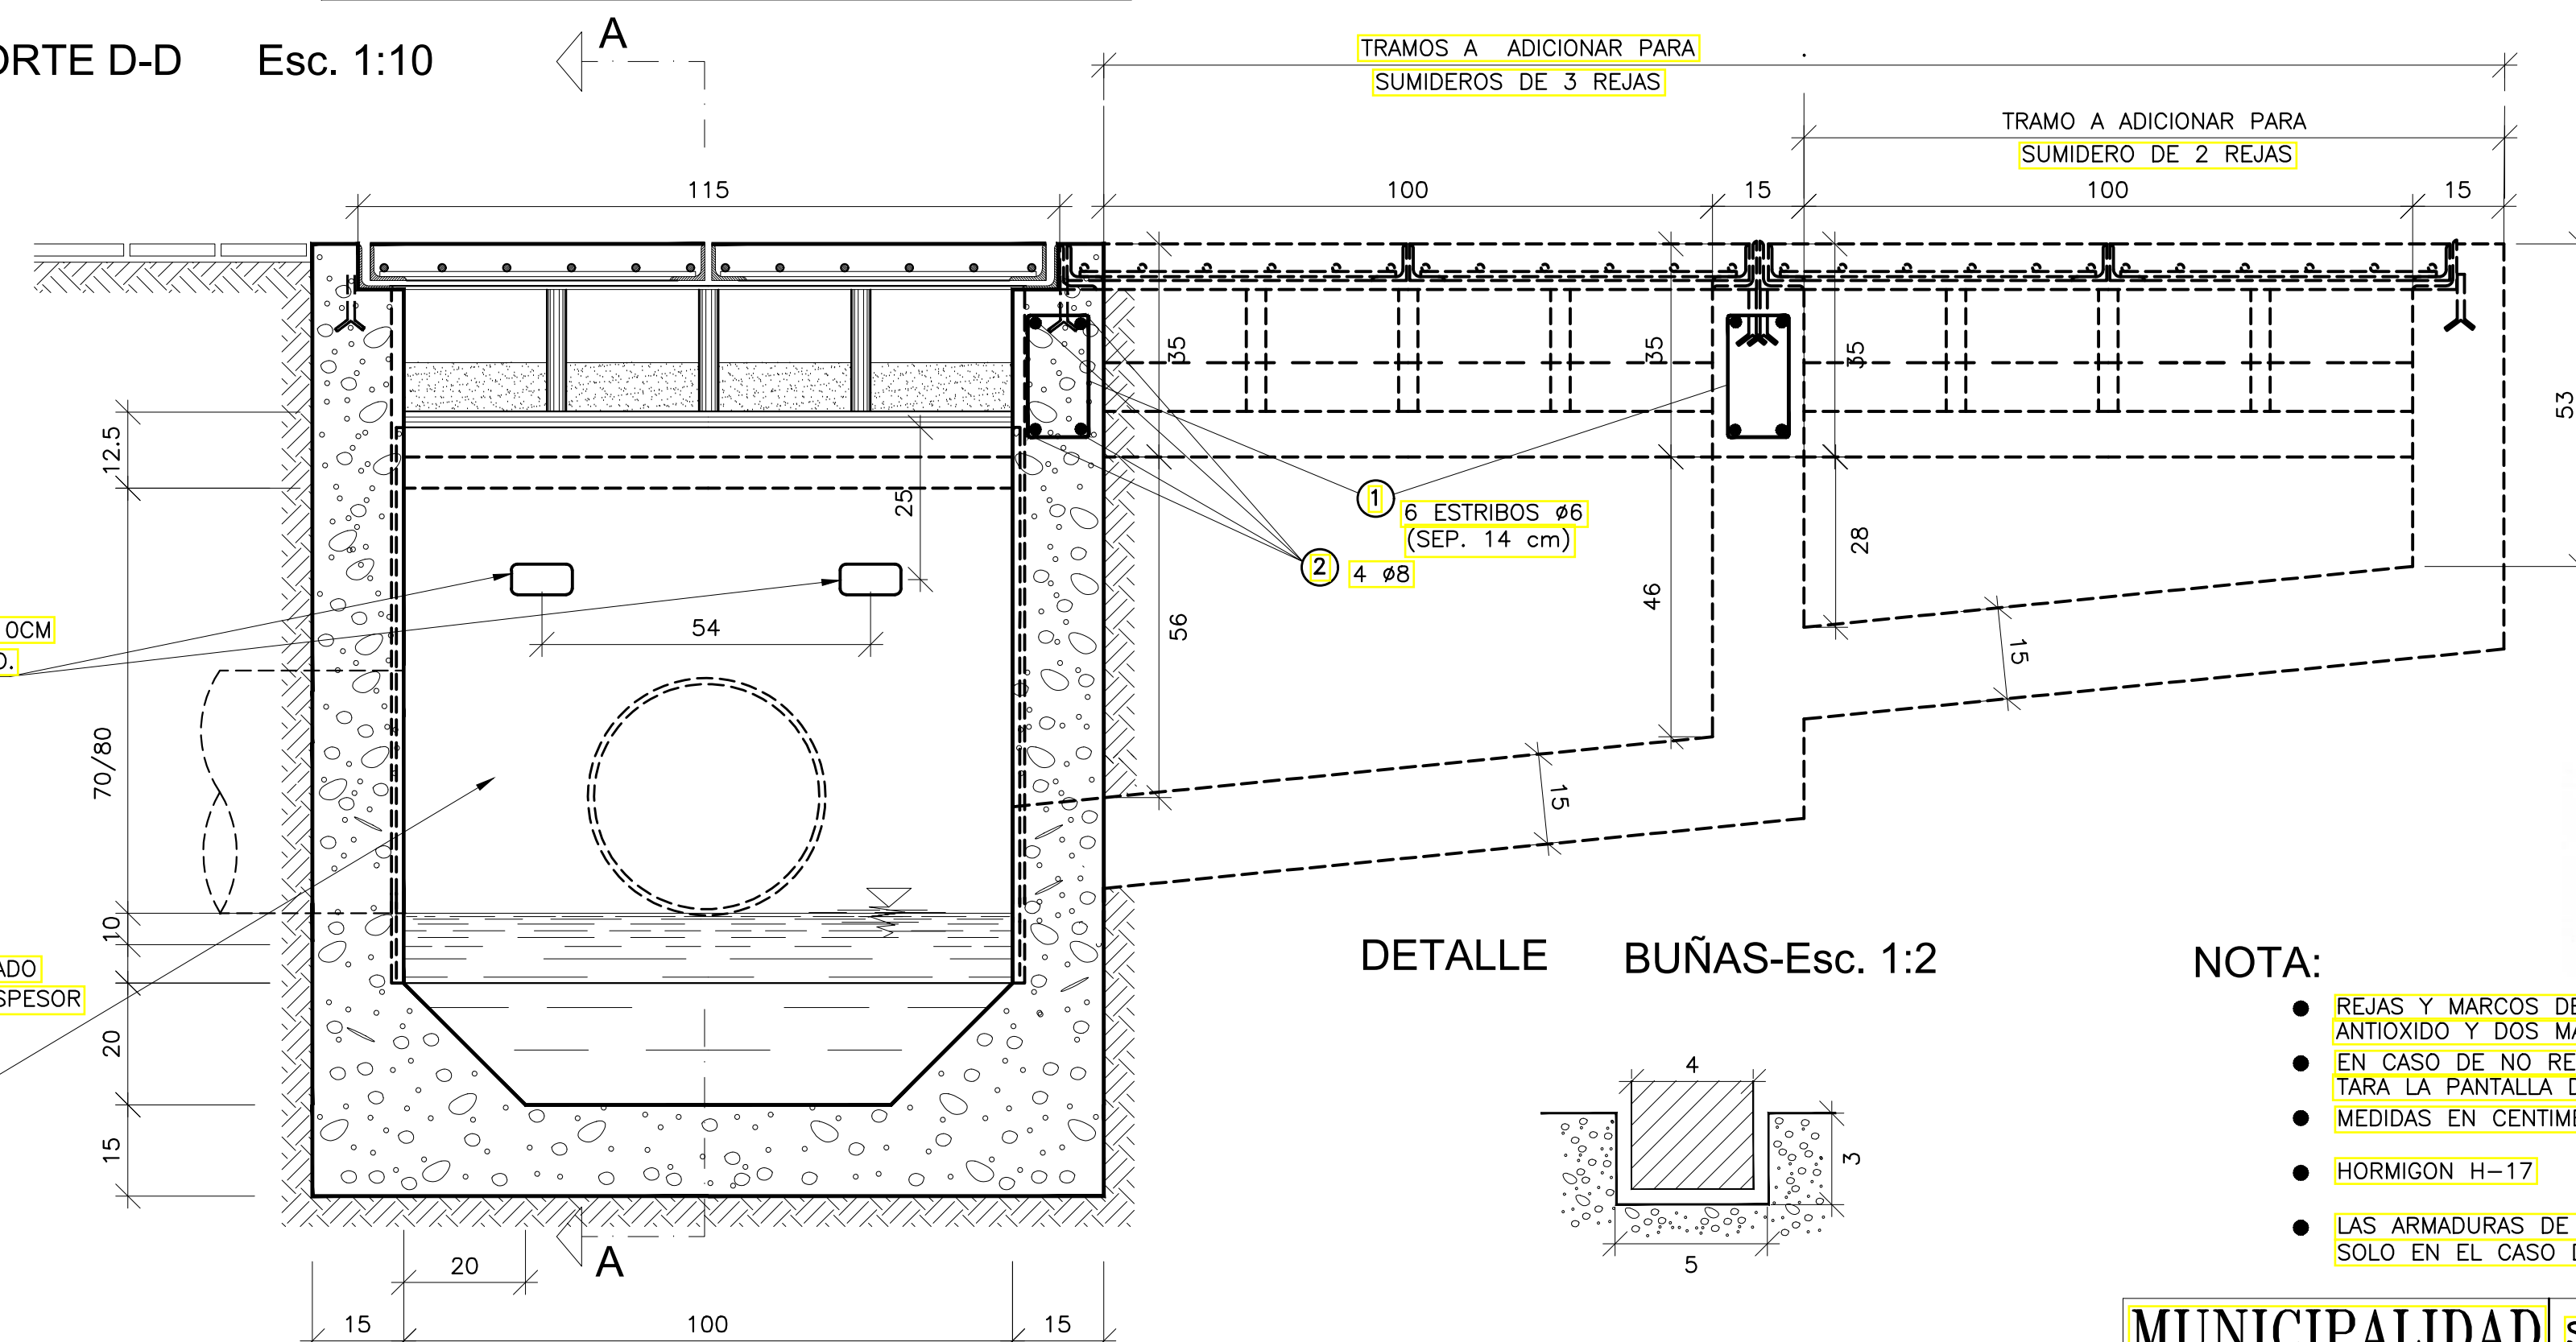 ORTE D-D Esc. 1:10
A
TRAMOS A ADICIONAR PARA
SUMIDEROS DE 3 REJAS
TRAMO A ADICIONAR PARA
SUMIDERO DE 2 REJAS
115
100
15
100
15
35
35
35
53
12.5
25
1
6 ESTRIBOS ø6
(SEP. 14 cm)
2
4 ø8
28
46
56
54
0CM
O.
15
70/80
15
10
ADO
SPESOR
20
15
DETALLE BUÑAS-Esc. 1:2
4
3
5
NOTA:
REJAS Y MARCOS DE
ANTIOXIDO Y DOS MA
EN CASO DE NO RE
TARA LA PANTALLA D
MEDIDAS EN CENTIME
HORMIGON H-17
LAS ARMADURAS DE
SOLO EN EL CASO D
A
20
15
100
15
MUNICIPALIDAD